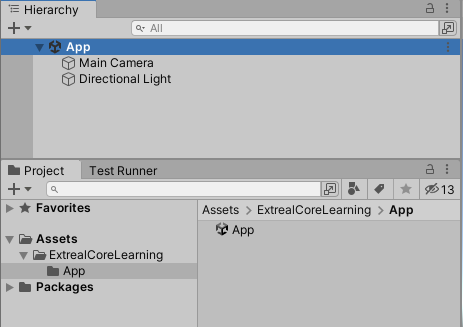 Hierarchy
All
App
Main Camera
Directional Light
Project Test Runner
13
Favorites
Assets
ExtrealCoreLearning
App
Packages
Assets > ExtrealCoreLearning > App
App